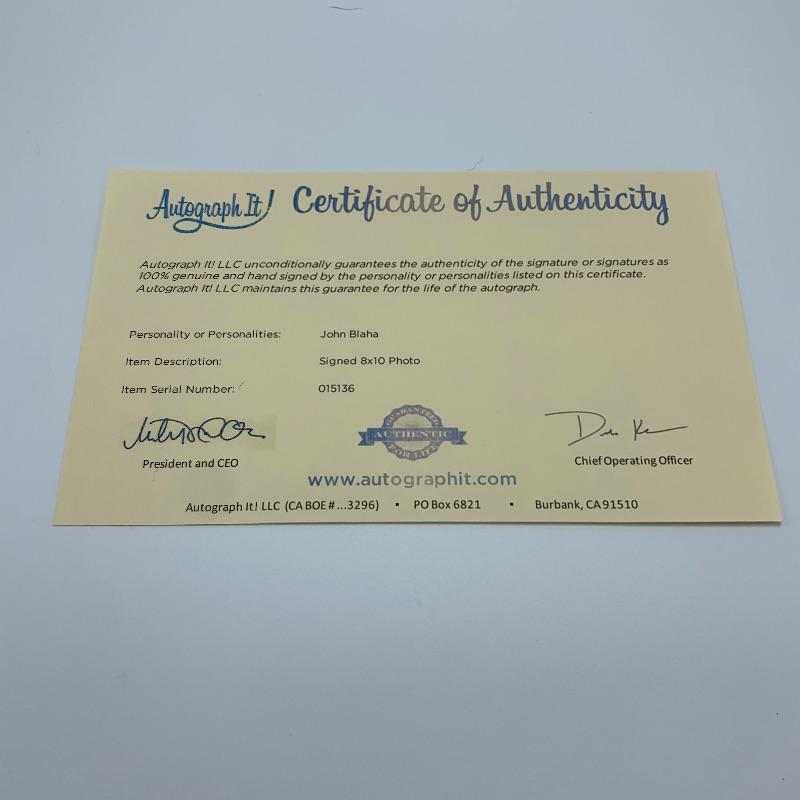 Autograph It! Certificate of Authenticity
Autograph It! LLC unconditionally guarantees the authenticity of the signature or signatures as
100% genuine and hand signed by the personality or personalities listed on this certificate.
Autograph It! LLC maintains this guarantee for the life of the autograph.
Personality or Personalities: John Blaha
Item Description: Signed 8x10 Photo
Item Serial Number: 015136
GUARANTEED
AUTHENTIC
FOR LIFE
President and CEO
Chief Operating Officer
www.autographit.com
Autograph It! LLC (CA BOE # ...3296) ▪ PO Box 6821 ▪ Burbank, CA 91510